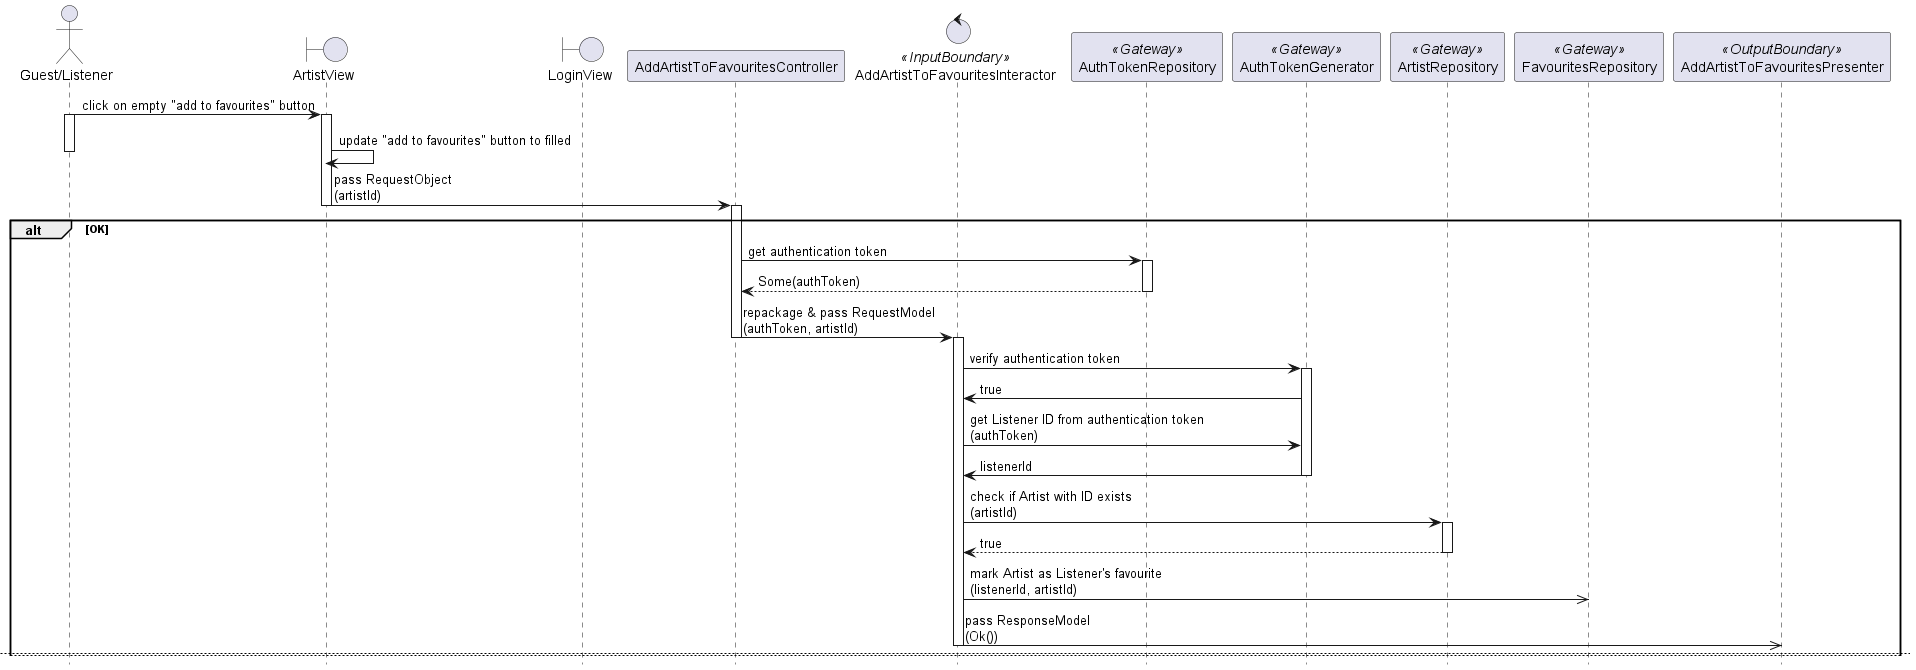 Guest/Listener
ArtistView
LoginView
AddArtistToFavouritesController
«InputBoundary»
AddArtistToFavouritesInteractor
«Gateway»
AuthTokenRepository
«Gateway»
AuthTokenGenerator
«Gateway»
ArtistRepository
«Gateway»
FavouritesRepository
«OutputBoundary»
AddArtistToFavouritesPresenter
click on empty "add to favourites" button
update "add to favourites" button to filled
pass RequestObject
(artistId)
alt
[OK]
get authentication token
Some(authToken)
repackage & pass RequestModel
(authToken, artistId)
verify authentication token
true
get Listener ID from authentication token
(authToken)
listenerId
check if Artist with ID exists
(artistId)
true
mark Artist as Listener's favourite
(listenerId, artistId)
pass ResponseModel
(Ok())